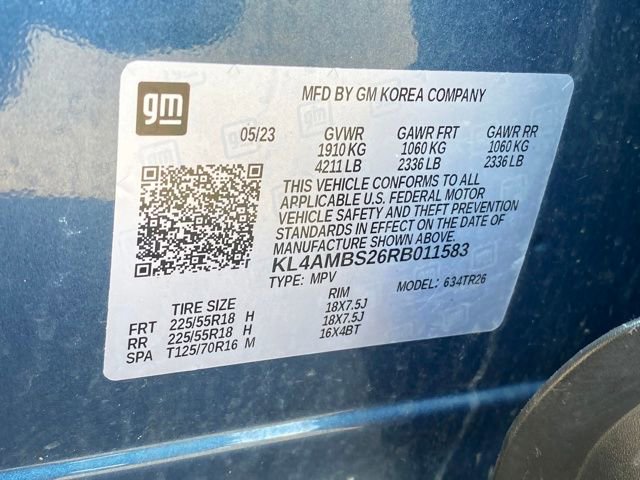 gm
MFD BY GM KOREA COMPANY
05/23 GVWR GAWR FRT GAWR RR
1910 KG 1060 KG 1060 KG
4211 LB 2336 LB 2336 LB
THIS VEHICLE CONFORMS TO ALL
APPLICABLE U.S. FEDERAL MOTOR
VEHICLE SAFETY AND THEFT PREVENTION
STANDARDS IN EFFECT ON THE DATE OF
MANUFACTURE SHOWN ABOVE.
KL4AMBS26RB011583
TYPE: MPV MODEL: 634TR26
TIRE SIZE RIM
FRT 225/55R18 H 18X7.5J
RR 225/55R18 H 18X7.5J
SPA T125/70R16 M 16X4BT